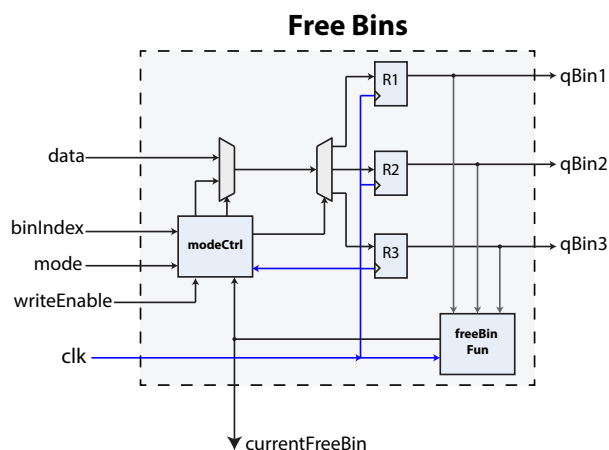 Free Bins
R1
qBin1
data
R2
qBin2
binIndex
modeCtrl
mode
R3
qBin3
writeEnable
freeBin
Fun
clk
currentFreeBin